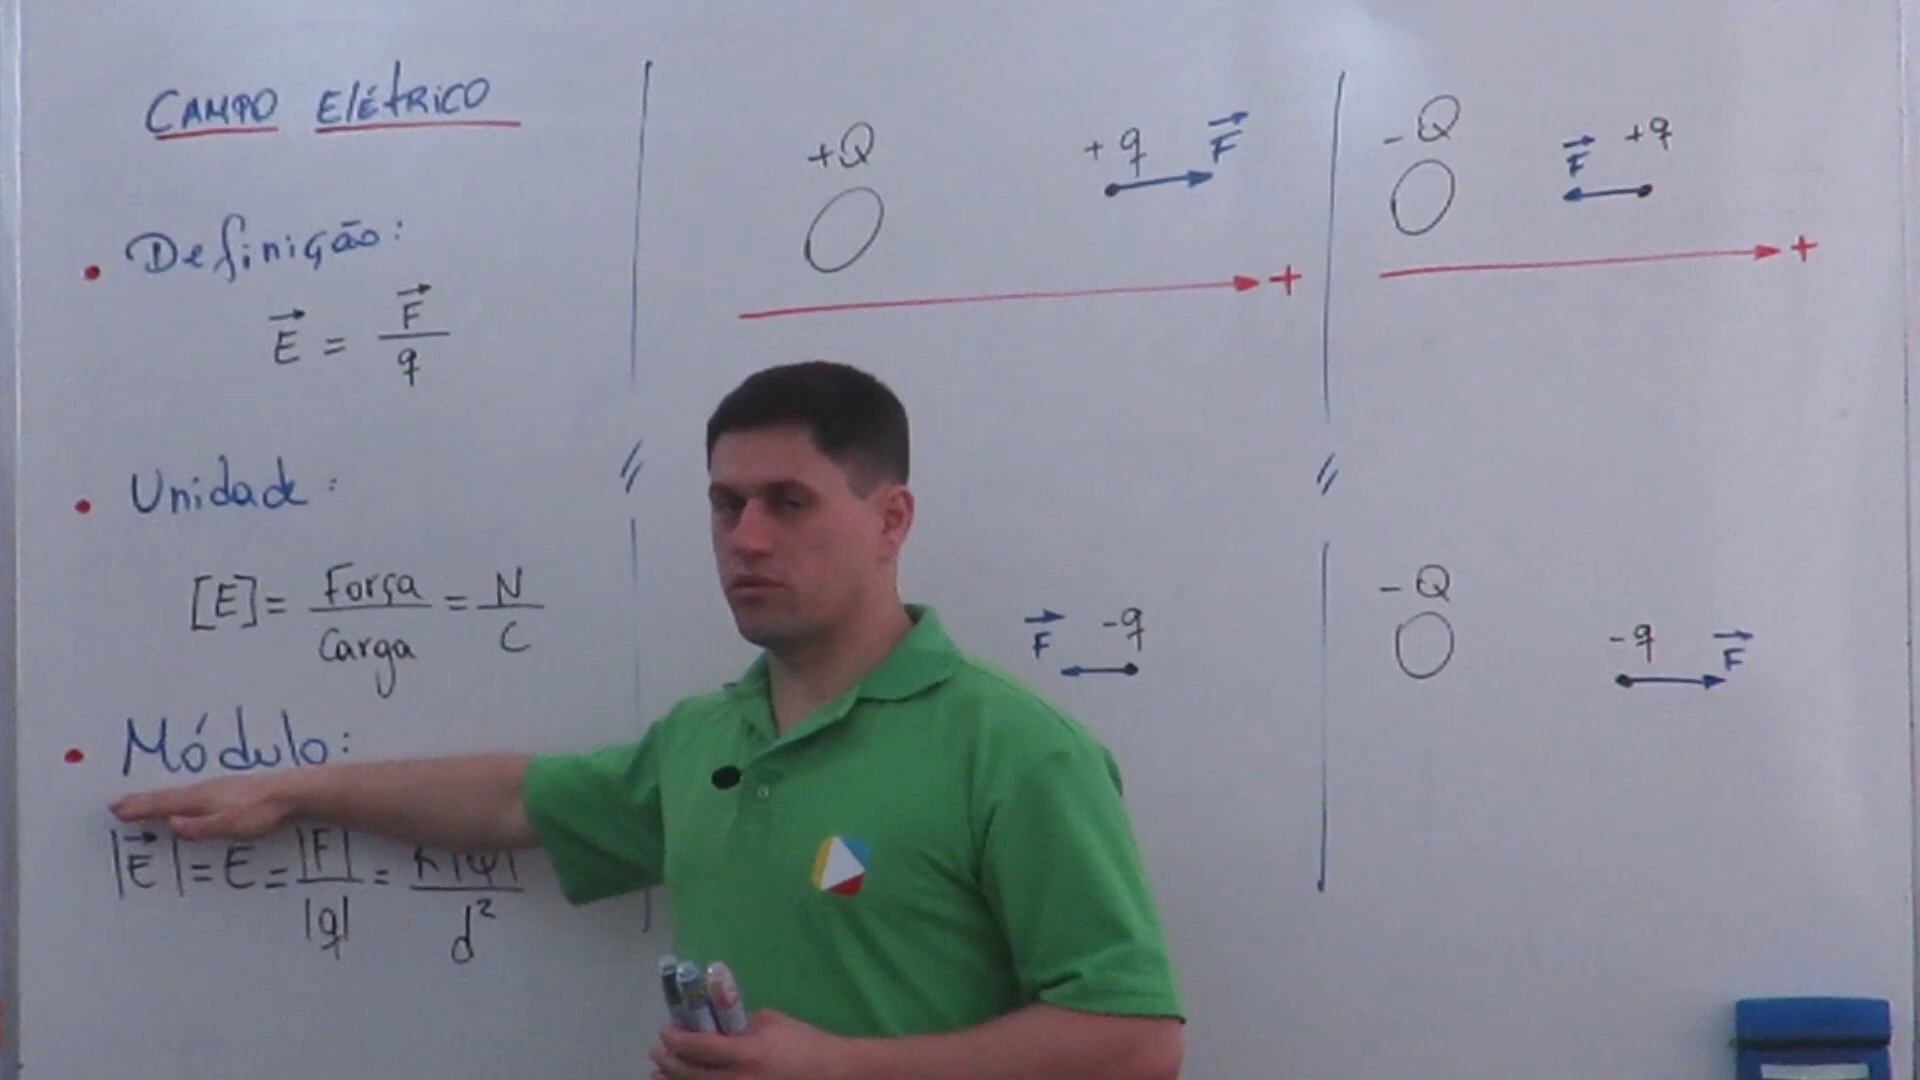 CAMPO ELÉTRICO
• Definição:
E⃗ = F⃗ / q
• Unidade:
[E] = Força / Carga = N / C
• Módulo:
|E⃗| = E = |F| / |q| = / d²
+Q +q F⃗
+
-Q F⃗ +q
+
F⃗ -q
-Q -q F⃗